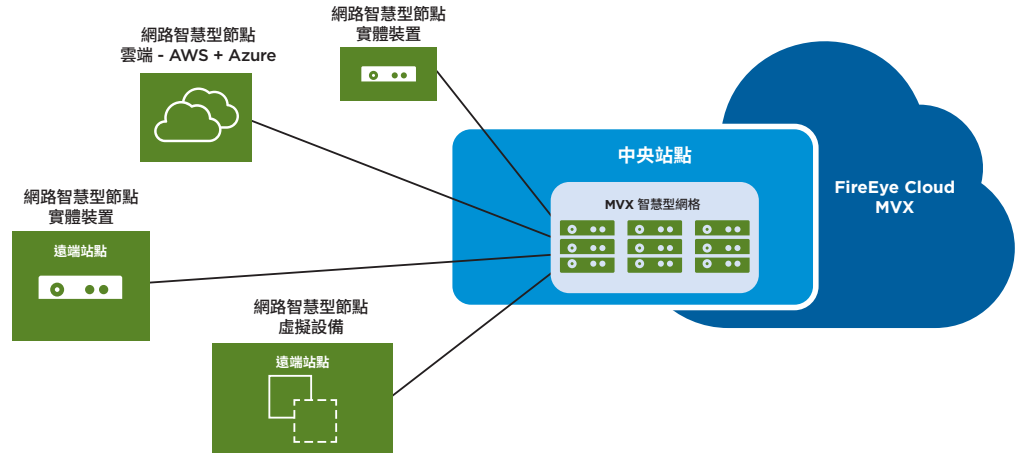 網路智慧型節點
實體裝置
網路智慧型節點
雲端 - AWS + Azure
中央站點
MVX 智慧型網格
FireEye Cloud
MVX
網路智慧型節點
實體裝置
遠端站點
網路智慧型節點
虛擬設備
遠端站點